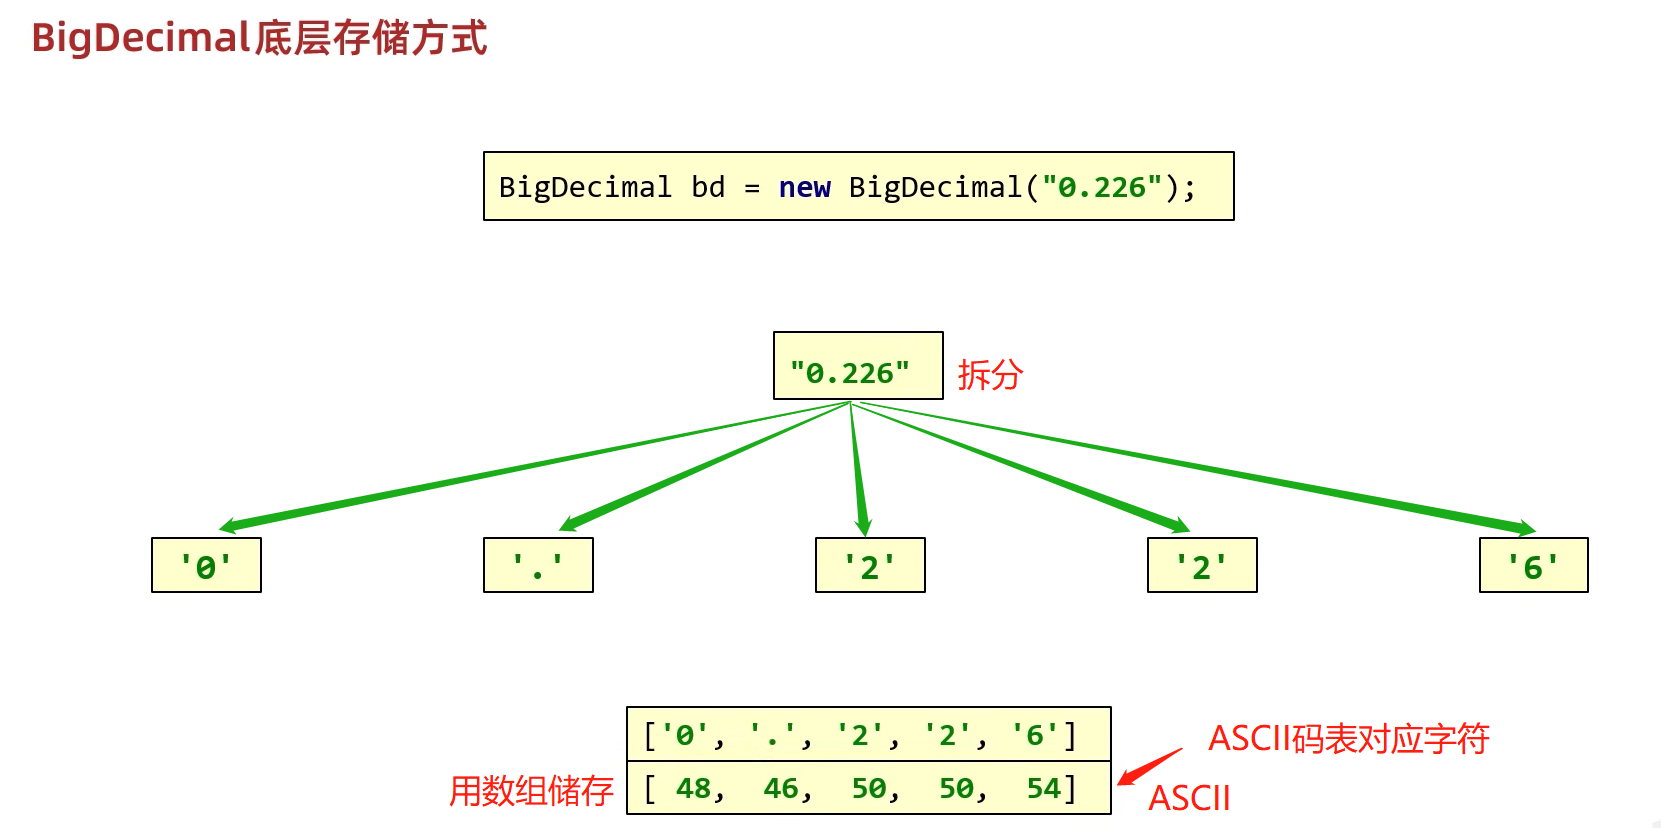 BigDecimal底层存储方式
BigDecimal bd = new BigDecimal("0.226");
"0.226" 拆分
'0' '.' '2' '2' '6'
['0', '.', '2', '2', '6'] ASCII码表对应字符
用数组储存 [ 48, 46, 50, 50, 54] ASCII